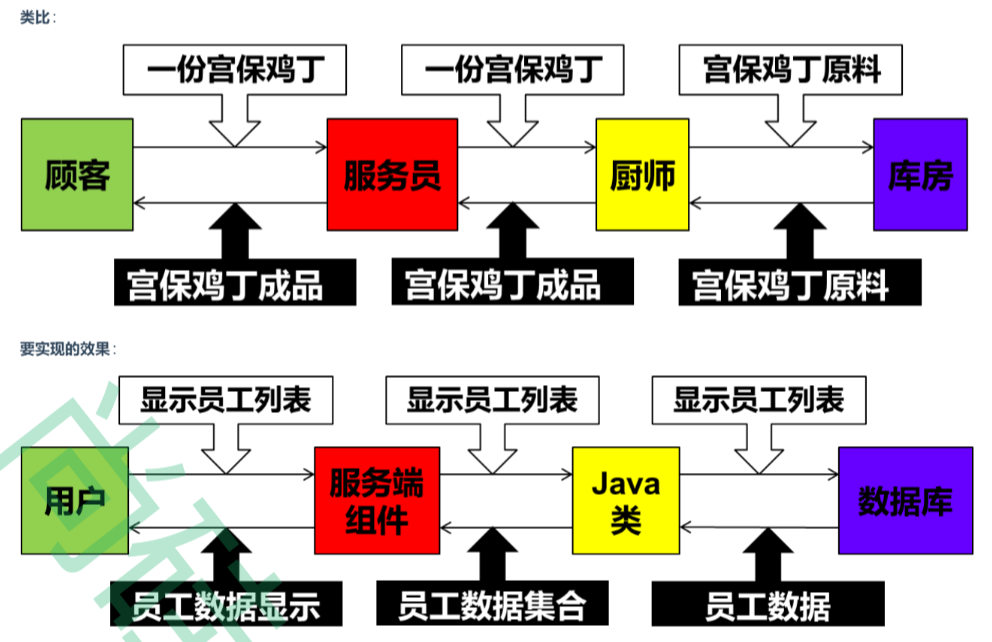 类比：
一份宫保鸡丁 一份宫保鸡丁 宫保鸡丁原料
顾客 服务员 厨师 库房
宫保鸡丁成品 宫保鸡丁成品 宫保鸡丁原料
要实现的效果：
显示员工列表 显示员工列表 显示员工列表
用户 服务端 Java 数据库
组件 类
员工数据显示 员工数据集合 员工数据